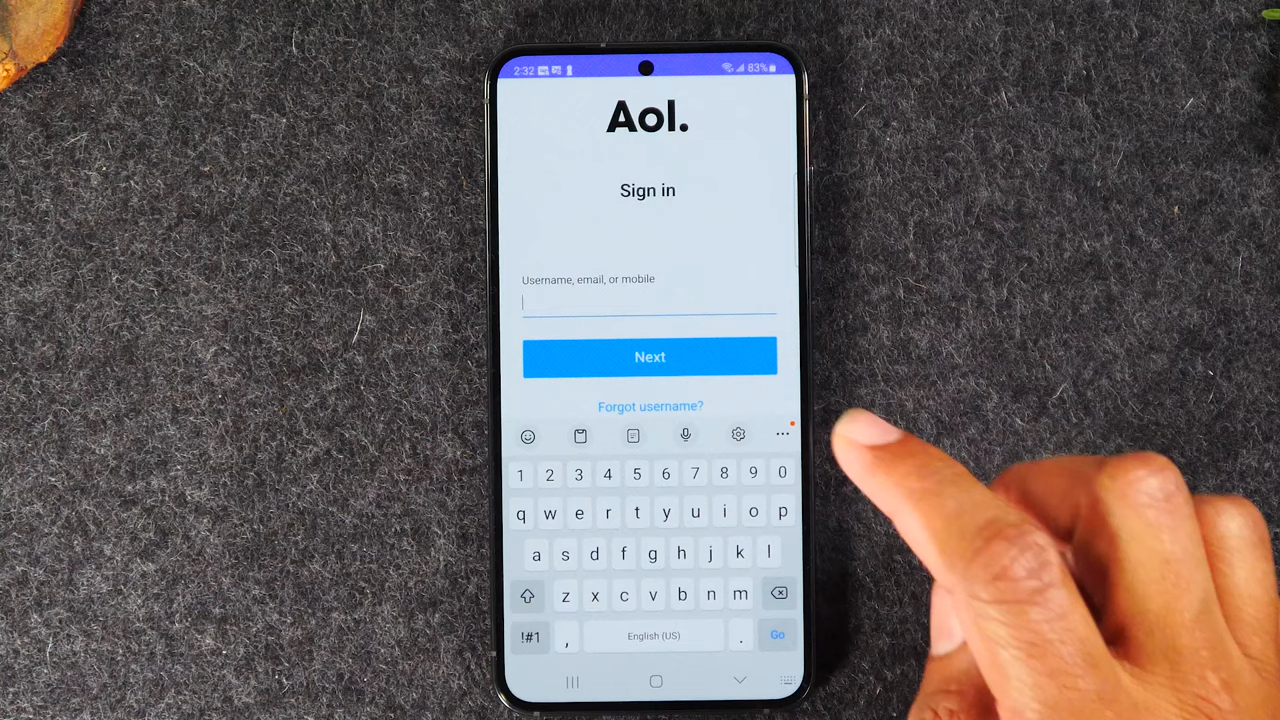 2:32 83%
Aol.
Sign in
Username, email, or mobile
Next
Forgot username?
1 2 3 4 5 6 7 8 9 0
q w e r t y u i o p
a s d f g h j k l
z x c v b n m
!#1 , English (US) . Go